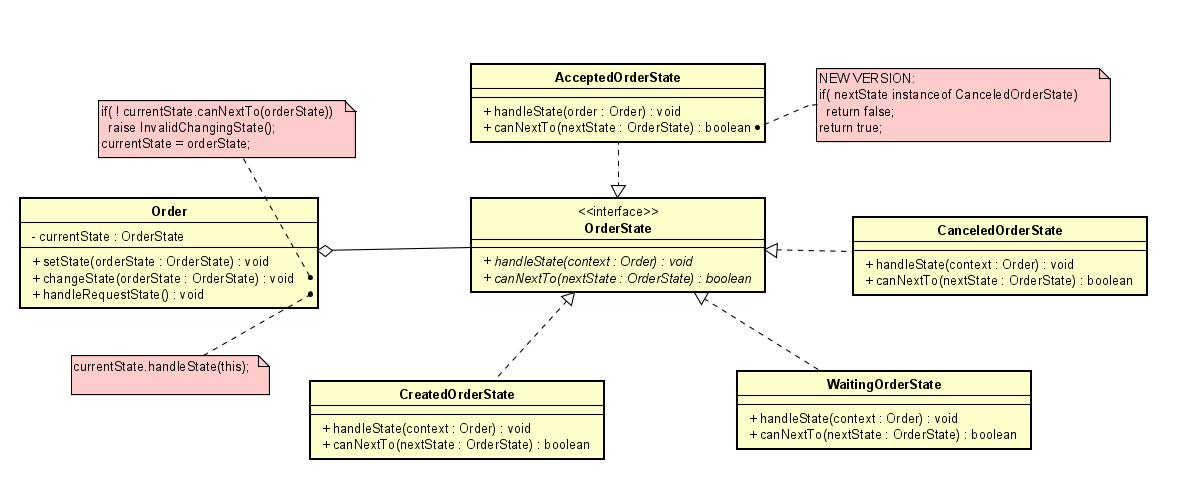 AcceptedOrderState
+ handleState(order : Order) : void
+ canNextTo(nextState : OrderState) : boolean
NEW VERSION:
if( nextState instanceof CanceledOrderState)
return false;
return true;
if( ! currentState.canNextTo(orderState))
raise InvalidChangingState();
currentState = orderState;
Order
- currentState : OrderState
+ setState(orderState : OrderState) : void
+ changeState(orderState : OrderState) : void
+ handleRequestState() : void
<<interface>>
OrderState
+ handleState(context : Order) : void
+ canNextTo(nextState : OrderState) : boolean
CanceledOrderState
+ handleState(context : Order) : void
+ canNextTo(nextState : OrderState) : boolean
currentState.handleState(this);
CreatedOrderState
+ handleState(context : Order) : void
+ canNextTo(nextState : OrderState) : boolean
WaitingOrderState
+ handleState(context : Order) : void
+ canNextTo(nextState : OrderState) : boolean